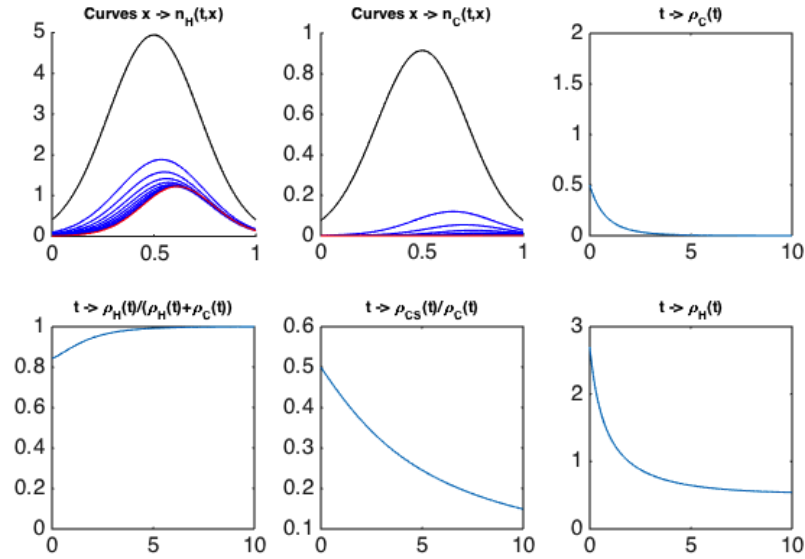 Curves x -> n_H(t,x)
5
4
3
2
1
0
0 0.5 1
Curves x -> n_C(t,x)
1
0.8
0.6
0.4
0.2
0
0 0.5 1
t -> ρ_C(t)
2
1.5
1
0.5
0
0 5 10
t -> ρ_H(t)/(ρ_H(t)+ρ_C(t))
1
0.8
0.6
0.4
0.2
0
0 5 10
t -> ρ_CS(t)/ρ_C(t)
0.6
0.5
0.4
0.3
0.2
0.1
0 5 10
t -> ρ_H(t)
3
2
1
0
0 5 10